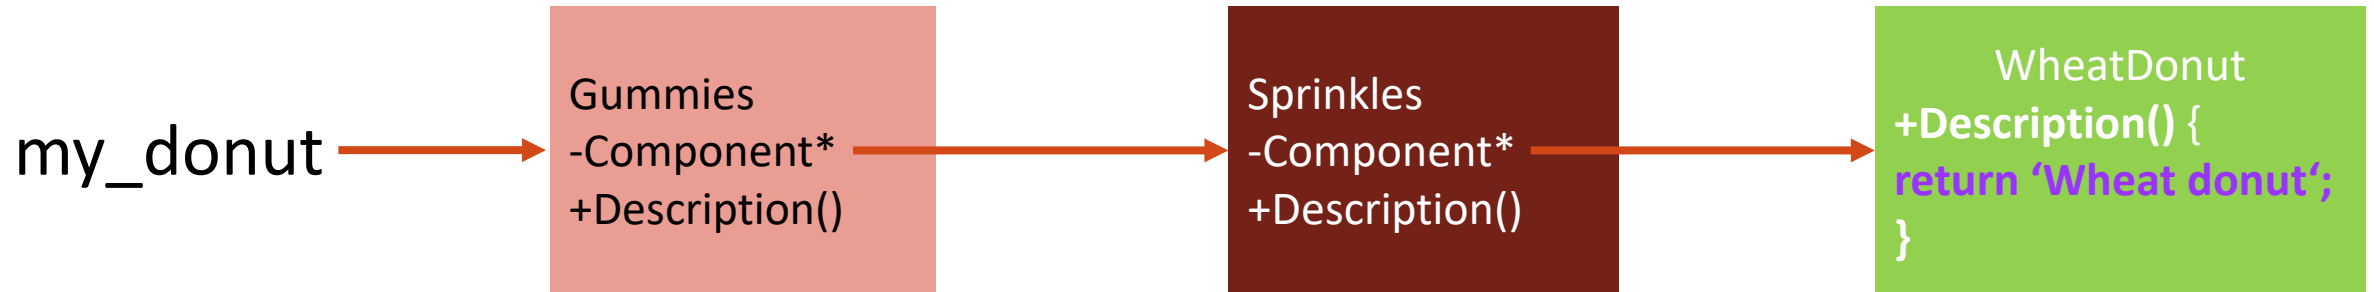 my_donut
Gummies
-Component*
+Description()
Sprinkles
-Component*
+Description()
WheatDonut
+Description() {
return ‘Wheat donut‘;
}